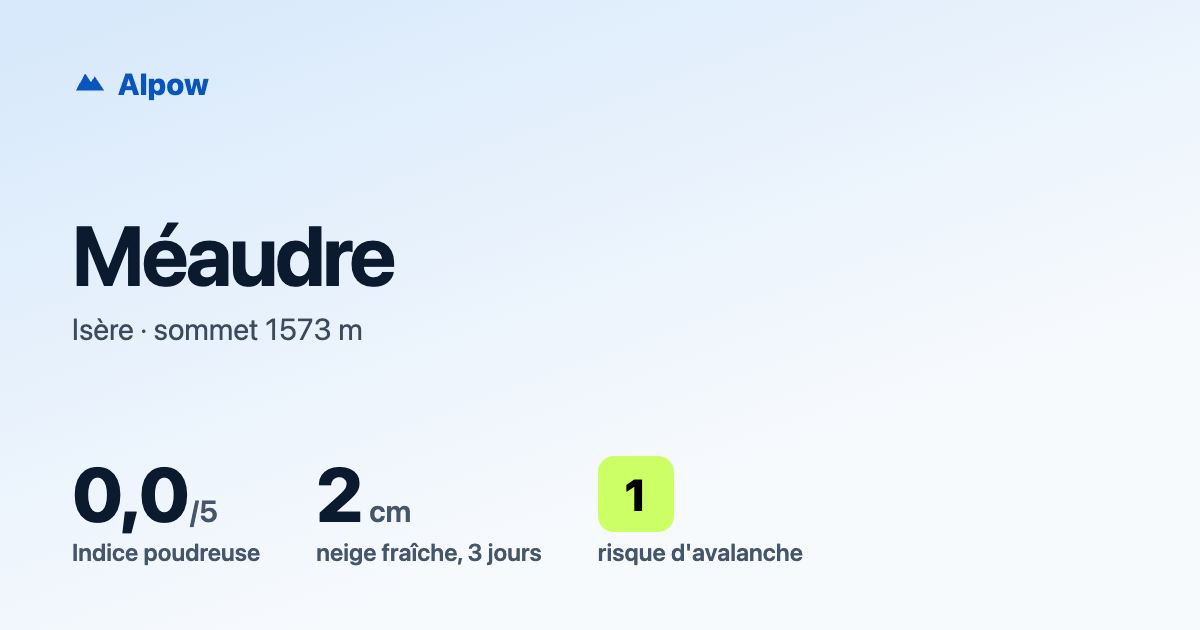 Alpow
Méaudre
Isère · sommet 1573 m
0,0/5
Indice poudreuse
2 cm
neige fraîche, 3 jours
1
risque d'avalanche